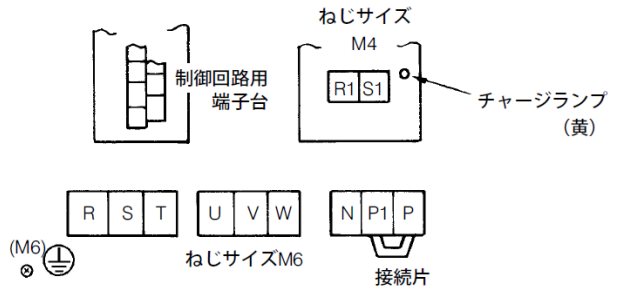 ねじサイズ
M4
制御回路用
端子台
R1 S1
チャージランプ
(黄)
R S T
U V W
N P1 P
(M6)
ねじサイズM6
接続片